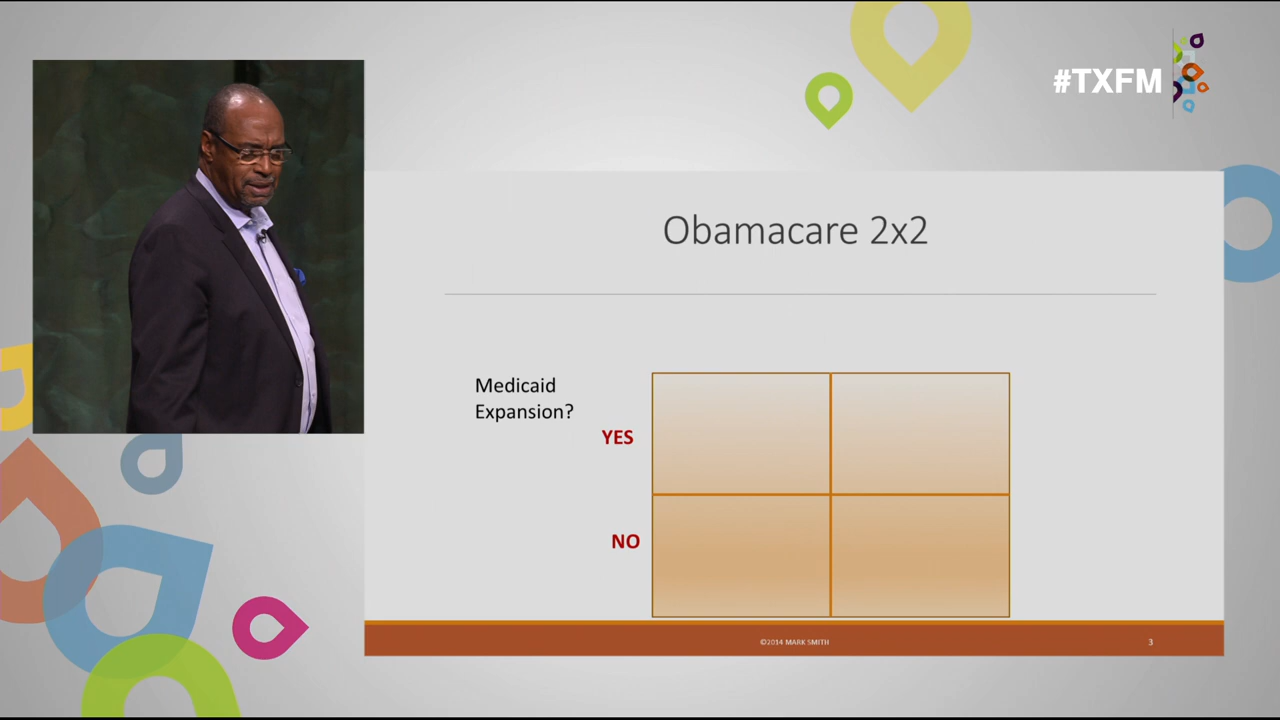 #TXFM
Obamacare 2x2
Medicaid
Expansion?
YES
NO
©2014 MARK SMITH
3